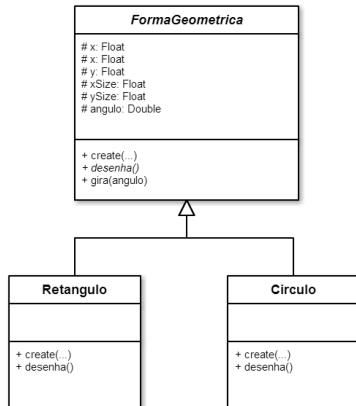 FormaGeometrica
# x: Float
# x: Float
# y: Float
# xSize: Float
# ySize: Float
# angulo: Double
+ create(...)
+ desenha()
+ gira(angulo)
Retangulo
+ create(...)
+ desenha()
Circulo
+ create(...)
+ desenha()